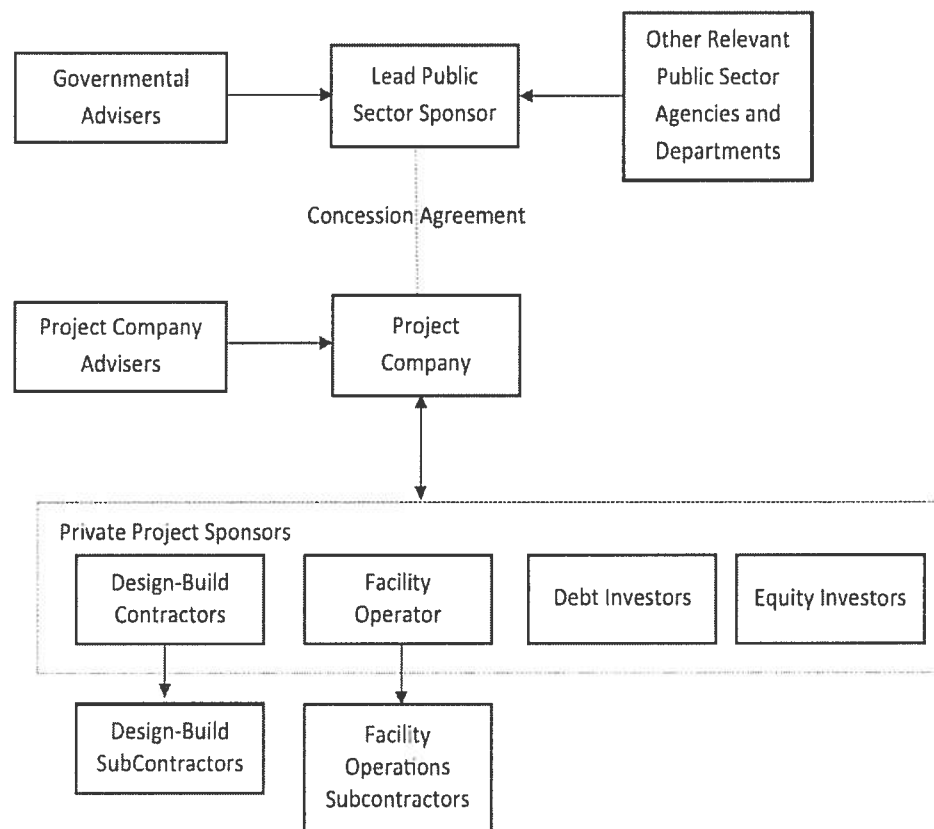 Governmental
Advisers
Lead Public
Sector Sponsor
Other Relevant
Public Sector
Agencies and
Departments
Concession Agreement
Project Company
Advisers
Project
Company
Private Project Sponsors
Design-Build
Contractors
Facility
Operator
Debt Investors
Equity Investors
Design-Build
SubContractors
Facility
Operations
Subcontractors